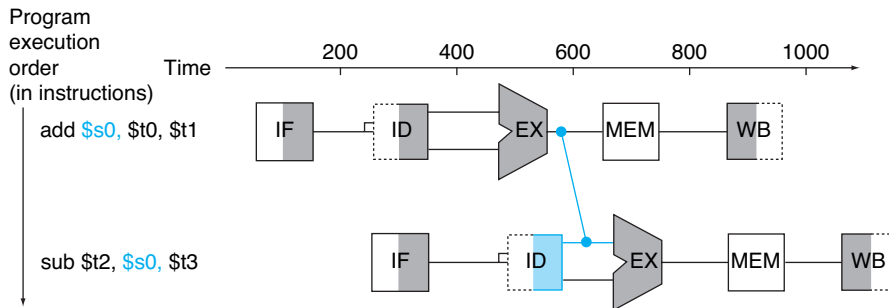 Program
execution
order
(in instructions)
Time
200 400 600 800 1000
add $s0, $t0, $t1
IF ID EX MEM WB
sub $t2, $s0, $t3
IF ID EX MEM WB